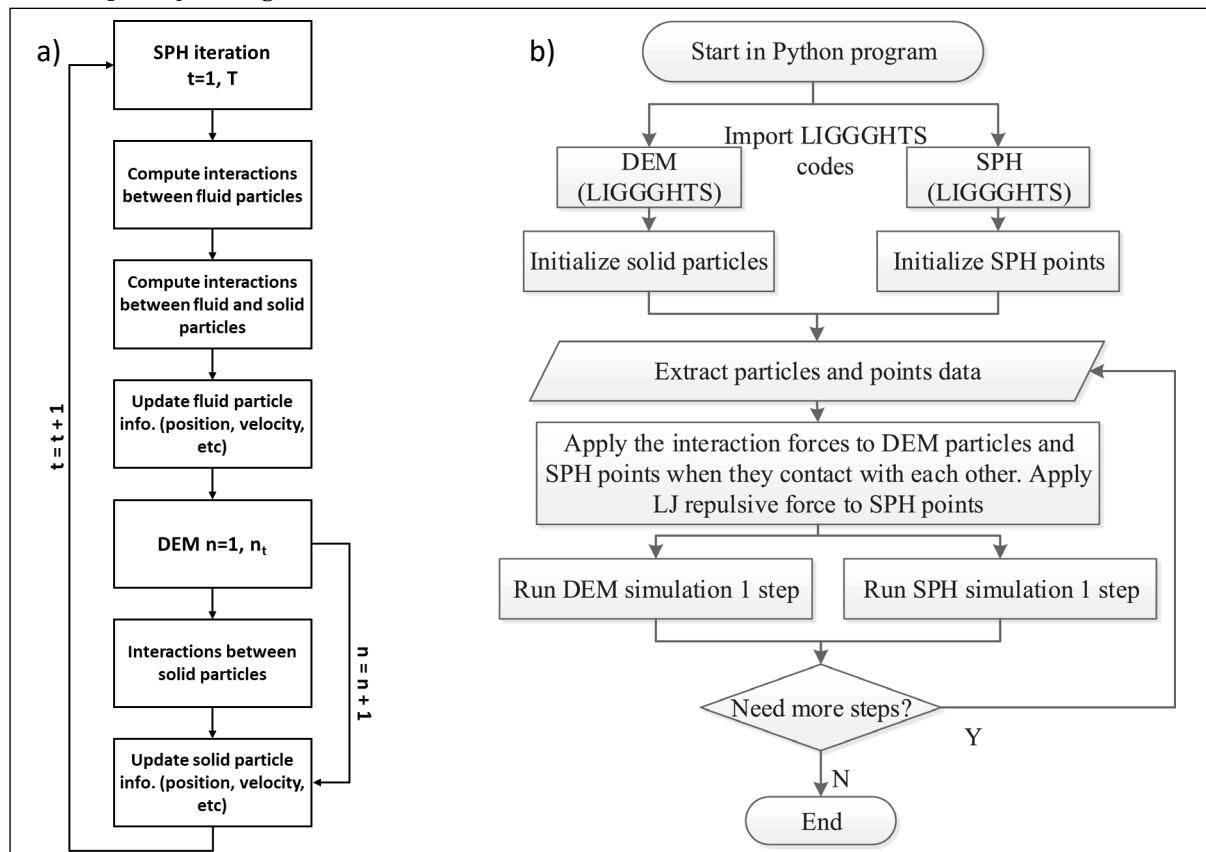 a)
SPH iteration
t=1, T
Compute interactions
between fluid particles
Compute interactions
between fluid and solid
particles
Update fluid particle
info. (position, velocity,
etc)
DEM n=1, nₜ
Interactions between
solid particles
Update solid particle
info. (position, velocity,
etc)
t = t + 1
n = n + 1
b)
Start in Python program
Import LIGGGHTS
codes
DEM
(LIGGGHTS)
SPH
(LIGGGHTS)
Initialize solid particles
Initialize SPH points
Extract particles and points data
Apply the interaction forces to DEM particles and
SPH points when they contact with each other. Apply
LJ repulsive force to SPH points
Run DEM simulation 1 step
Run SPH simulation 1 step
Need more steps?
Y
N
End